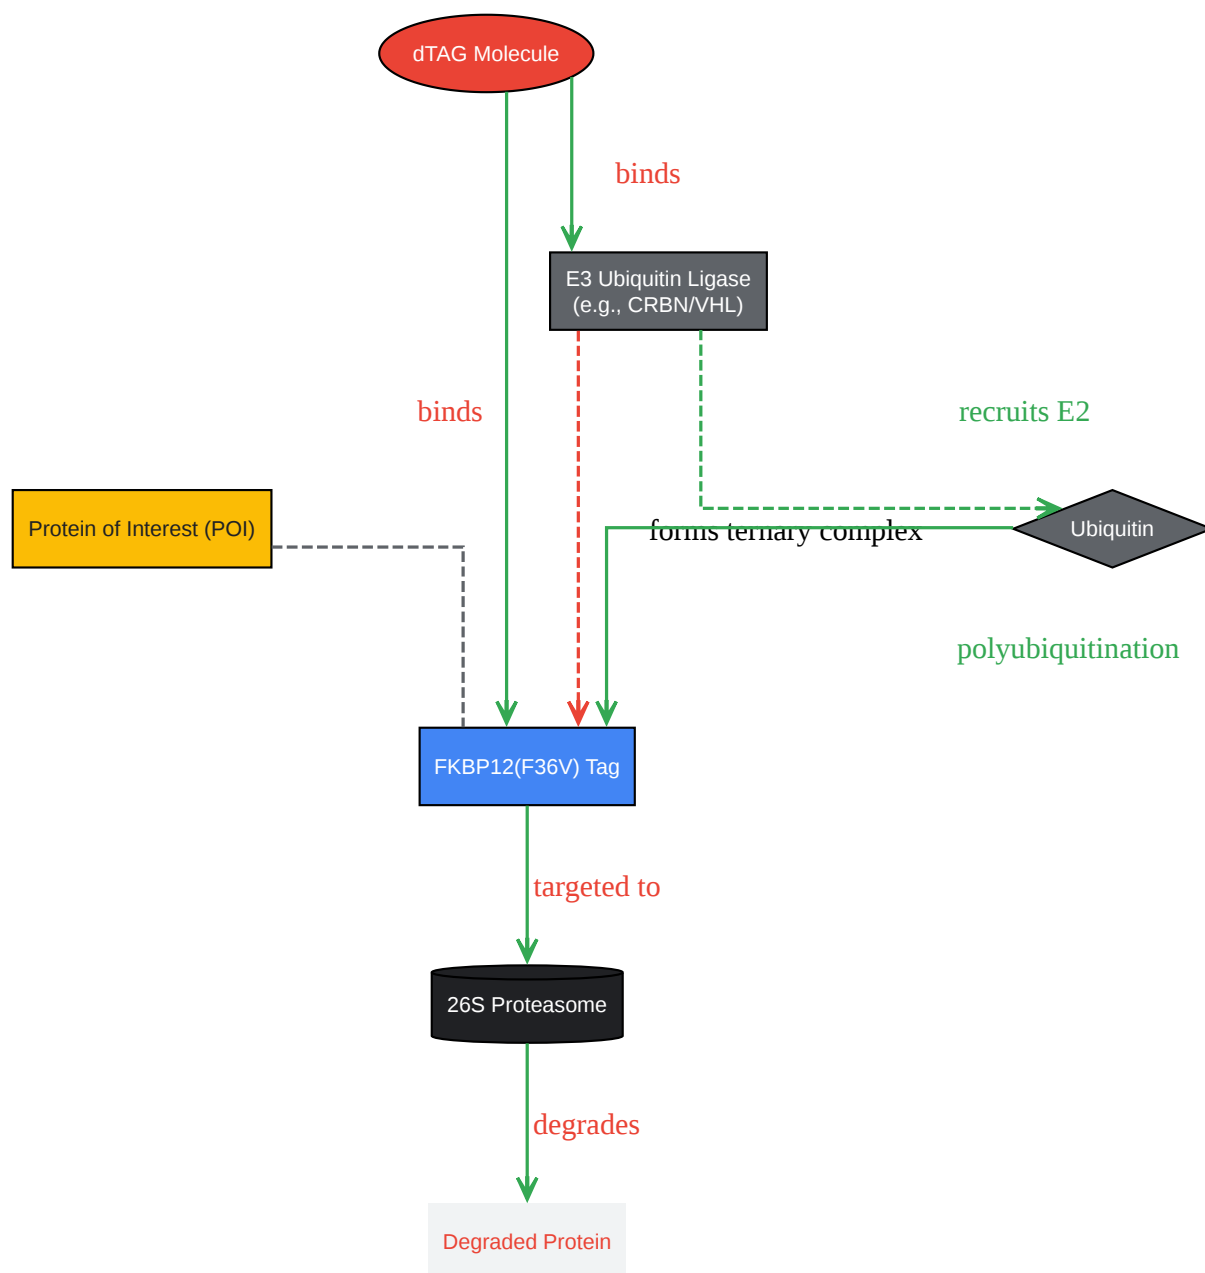 dTAG Molecule
binds
E3 Ubiquitin Ligase
(e.g., CRBN/VHL)
binds
recruits E2
Protein of Interest (POI)
forms ternary complex
Ubiquitin
polyubiquitination
FKBP12(F36V) Tag
targeted to
26S Proteasome
degrades
Degraded Protein